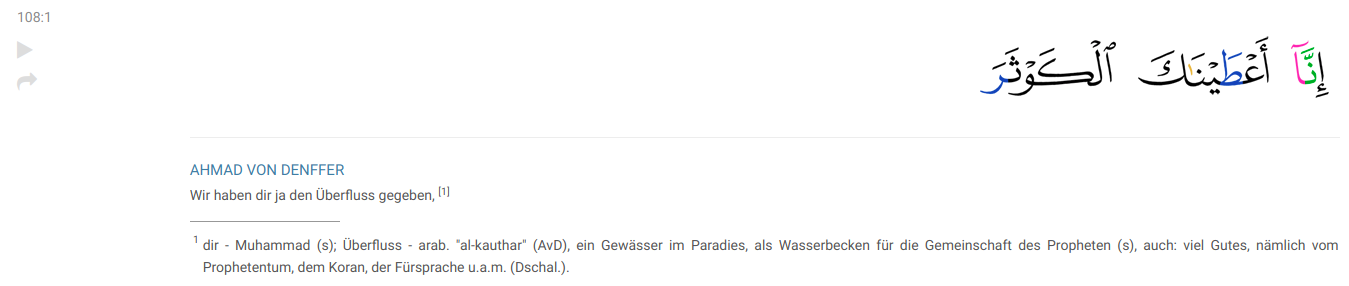 108:1
إِنَّآ أَعْطَيْنَٰكَ ٱلْكَوْثَرَ
AHMAD VON DENFFER
Wir haben dir ja den Überfluss gegeben, [1]
1 dir - Muhammad (s); Überfluss - arab. "al-kauthar" (AvD), ein Gewässer im Paradies, als Wasserbecken für die Gemeinschaft des Propheten (s), auch: viel Gutes, nämlich vom
Prophetentum, dem Koran, der Fürsprache u.a.m. (Dschal.).